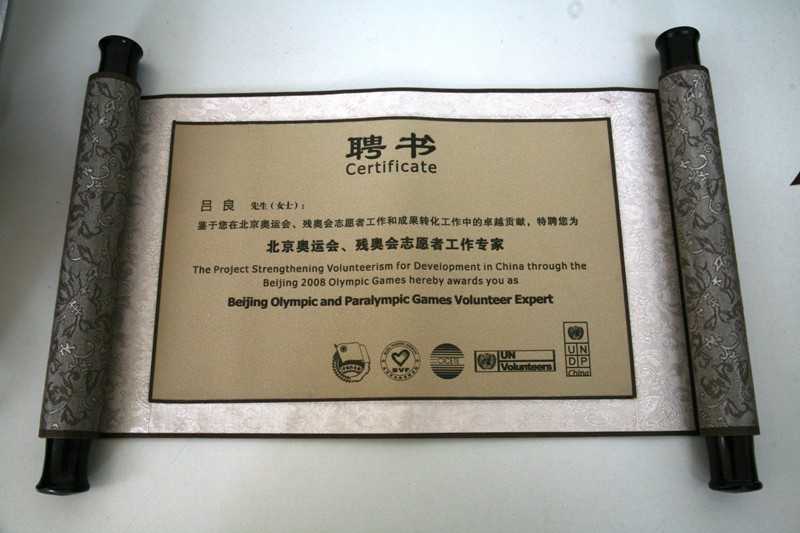 聘书
Certificate
吕良 先生（女士）：
鉴于您在北京奥运会、残奥会志愿者工作和成果转化工作中的卓越贡献，特聘您为
北京奥运会、残奥会志愿者工作专家
The Project Strengthening Volunteerism for Development in China through the
Beijing 2008 Olympic Games hereby awards you as
Beijing Olympic and Paralympic Games Volunteer Expert
BVF
CICETE
UN
Volunteers
UN
DP
China